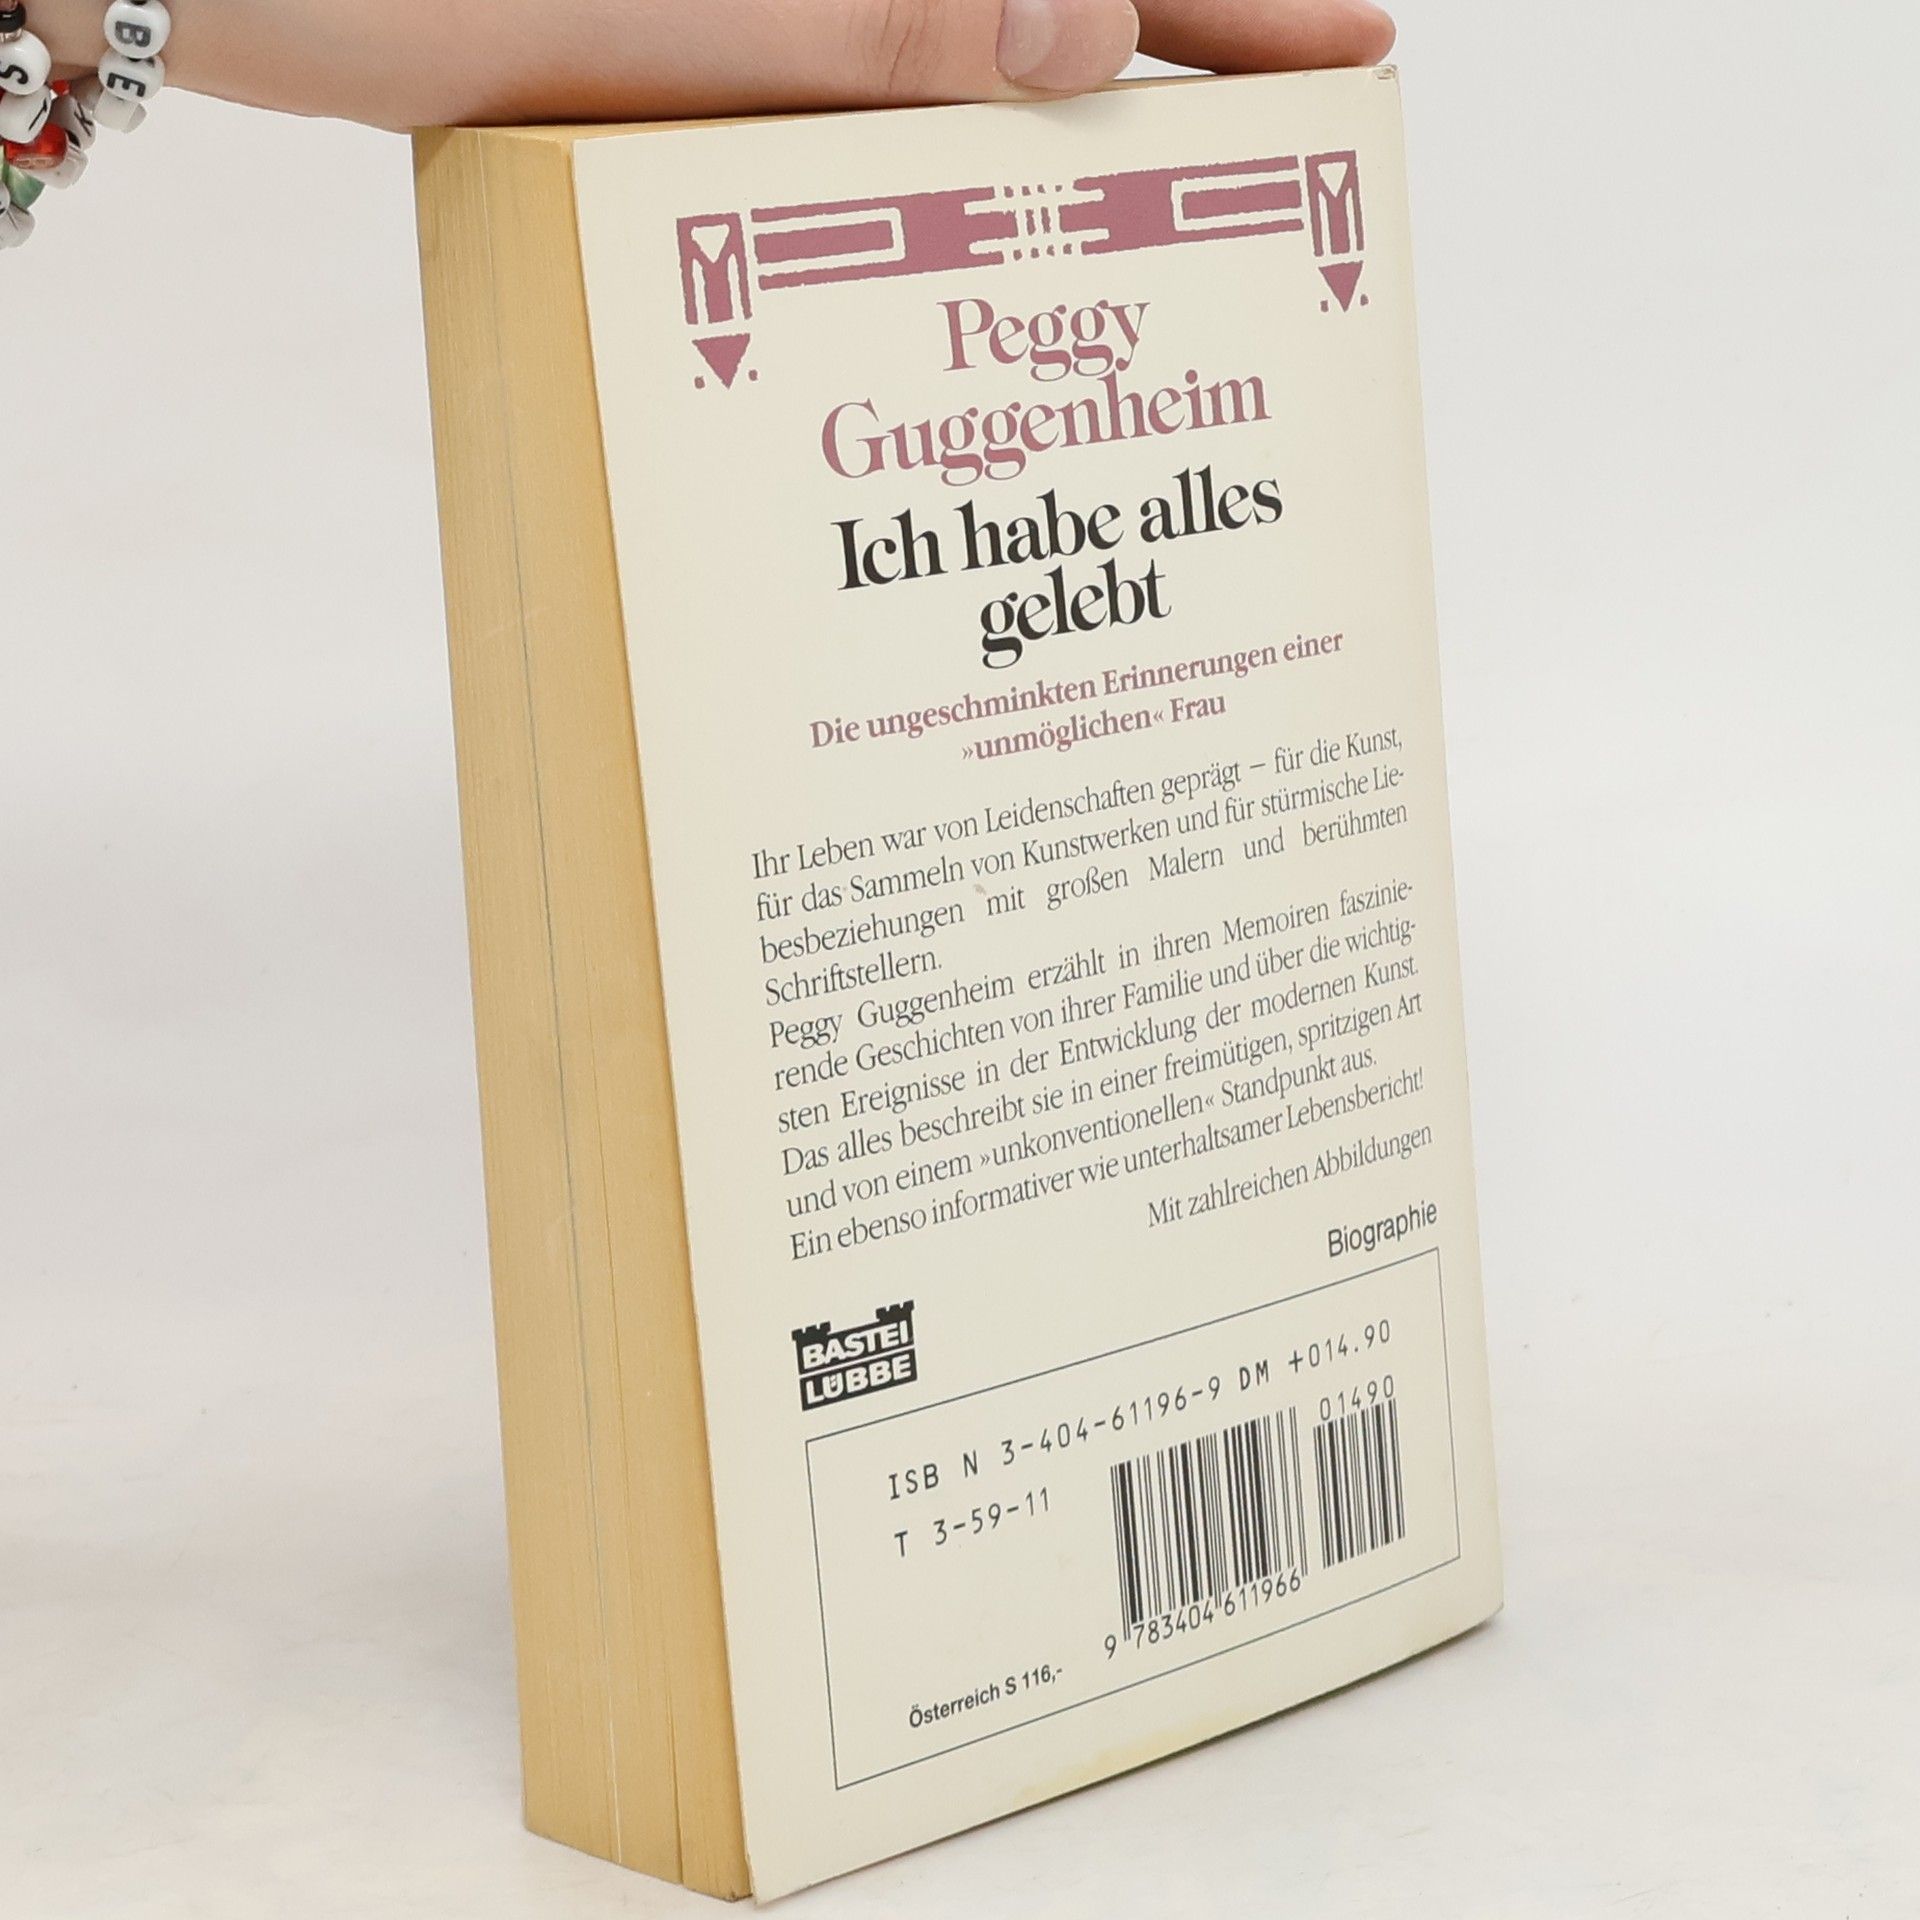 B
E
S
I
K
Peggy
Guggenheim
Ich habe alles
gelebt
Die ungeschminkten Erinnerungen einer
»unmöglichen« Frau
Ihr Leben war von Leidenschaften geprägt – für die Kunst,
für das Sammeln von Kunstwerken und für stürmische Lie-
besbeziehungen mit großen Malern und berühmten
Schriftstellern.
Peggy Guggenheim erzählt in ihren Memoiren faszinie-
rende Geschichten von ihrer Familie und über die wichtig-
sten Ereignisse in der Entwicklung der modernen Kunst.
Das alles beschreibt sie in einer freimütigen, spritzigen Art
und von einem »unkonventionellen« Standpunkt aus.
Ein ebenso informativer wie unterhaltsamer Lebensbericht!
Mit zahlreichen Abbildungen
Biographie
BASTEI
LÜBBE
ISB N 3-404-61196-9 DM +014.90
T 3-59-11
01490
9 783404 611966
Österreich S 116,-